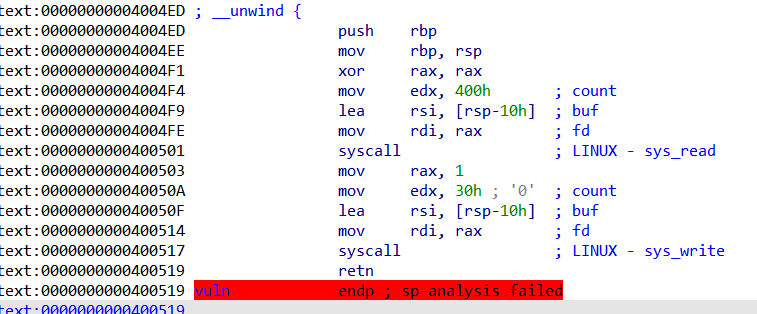 text:00000000004004ED ; __unwind {
text:00000000004004ED push rbp
text:00000000004004EE mov rbp, rsp
text:00000000004004F1 xor rax, rax
text:00000000004004F4 mov edx, 400h ; count
text:00000000004004F9 lea rsi, [rsp-10h] ; buf
text:00000000004004FE mov rdi, rax ; fd
text:0000000000400501 syscall ; LINUX - sys_read
text:0000000000400503 mov rax, 1
text:000000000040050A mov edx, 30h ; '0' ; count
text:000000000040050F lea rsi, [rsp-10h] ; buf
text:0000000000400514 mov rdi, rax ; fd
text:0000000000400517 syscall ; LINUX - sys_write
text:0000000000400519 retn
text:0000000000400519 vuln endp ; sp-analysis failed
text:0000000000400519